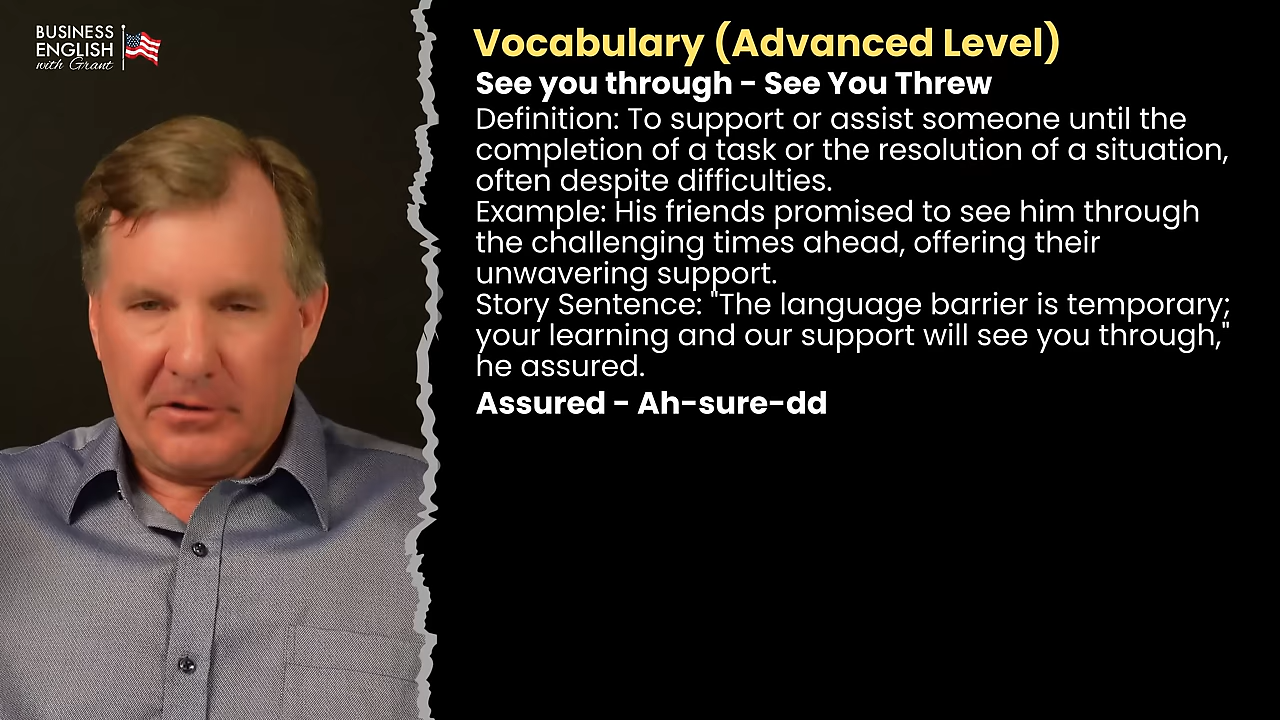 BUSINESS
ENGLISH
with Grant
Vocabulary (Advanced Level)
See you through - See You Threw
Definition: To support or assist someone until the
completion of a task or the resolution of a situation,
often despite difficulties.
Example: His friends promised to see him through
the challenging times ahead, offering their
unwavering support.
Story Sentence: "The language barrier is temporary;
your learning and our support will see you through,"
he assured.
Assured - Ah-sure-dd